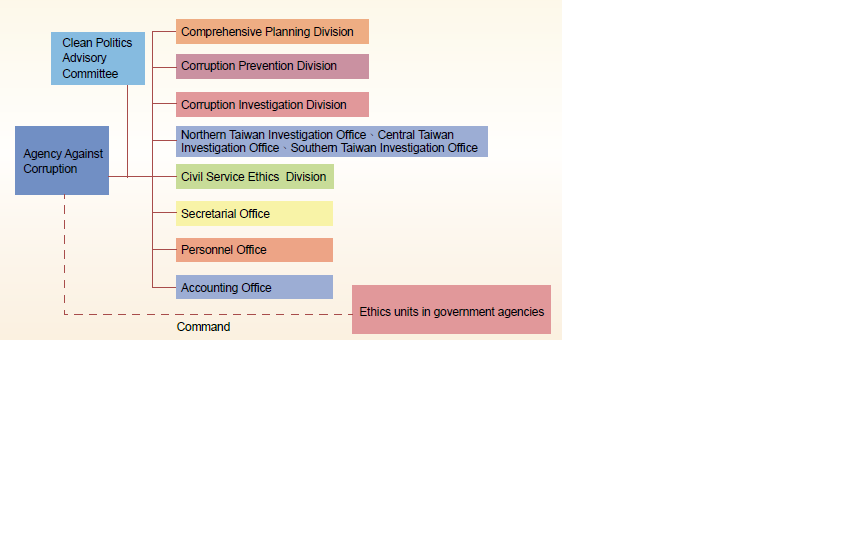 Clean Politics
Advisory
Committee
Agency Against
Corruption
Comprehensive Planning Division
Corruption Prevention Division
Corruption Investigation Division
Northern Taiwan Investigation Office、Central Taiwan
Investigation Office、Southern Taiwan Investigation Office
Civil Service Ethics  Division
Secretarial Office
Personnel Office
Accounting Office
Ethics units in government agencies
Command